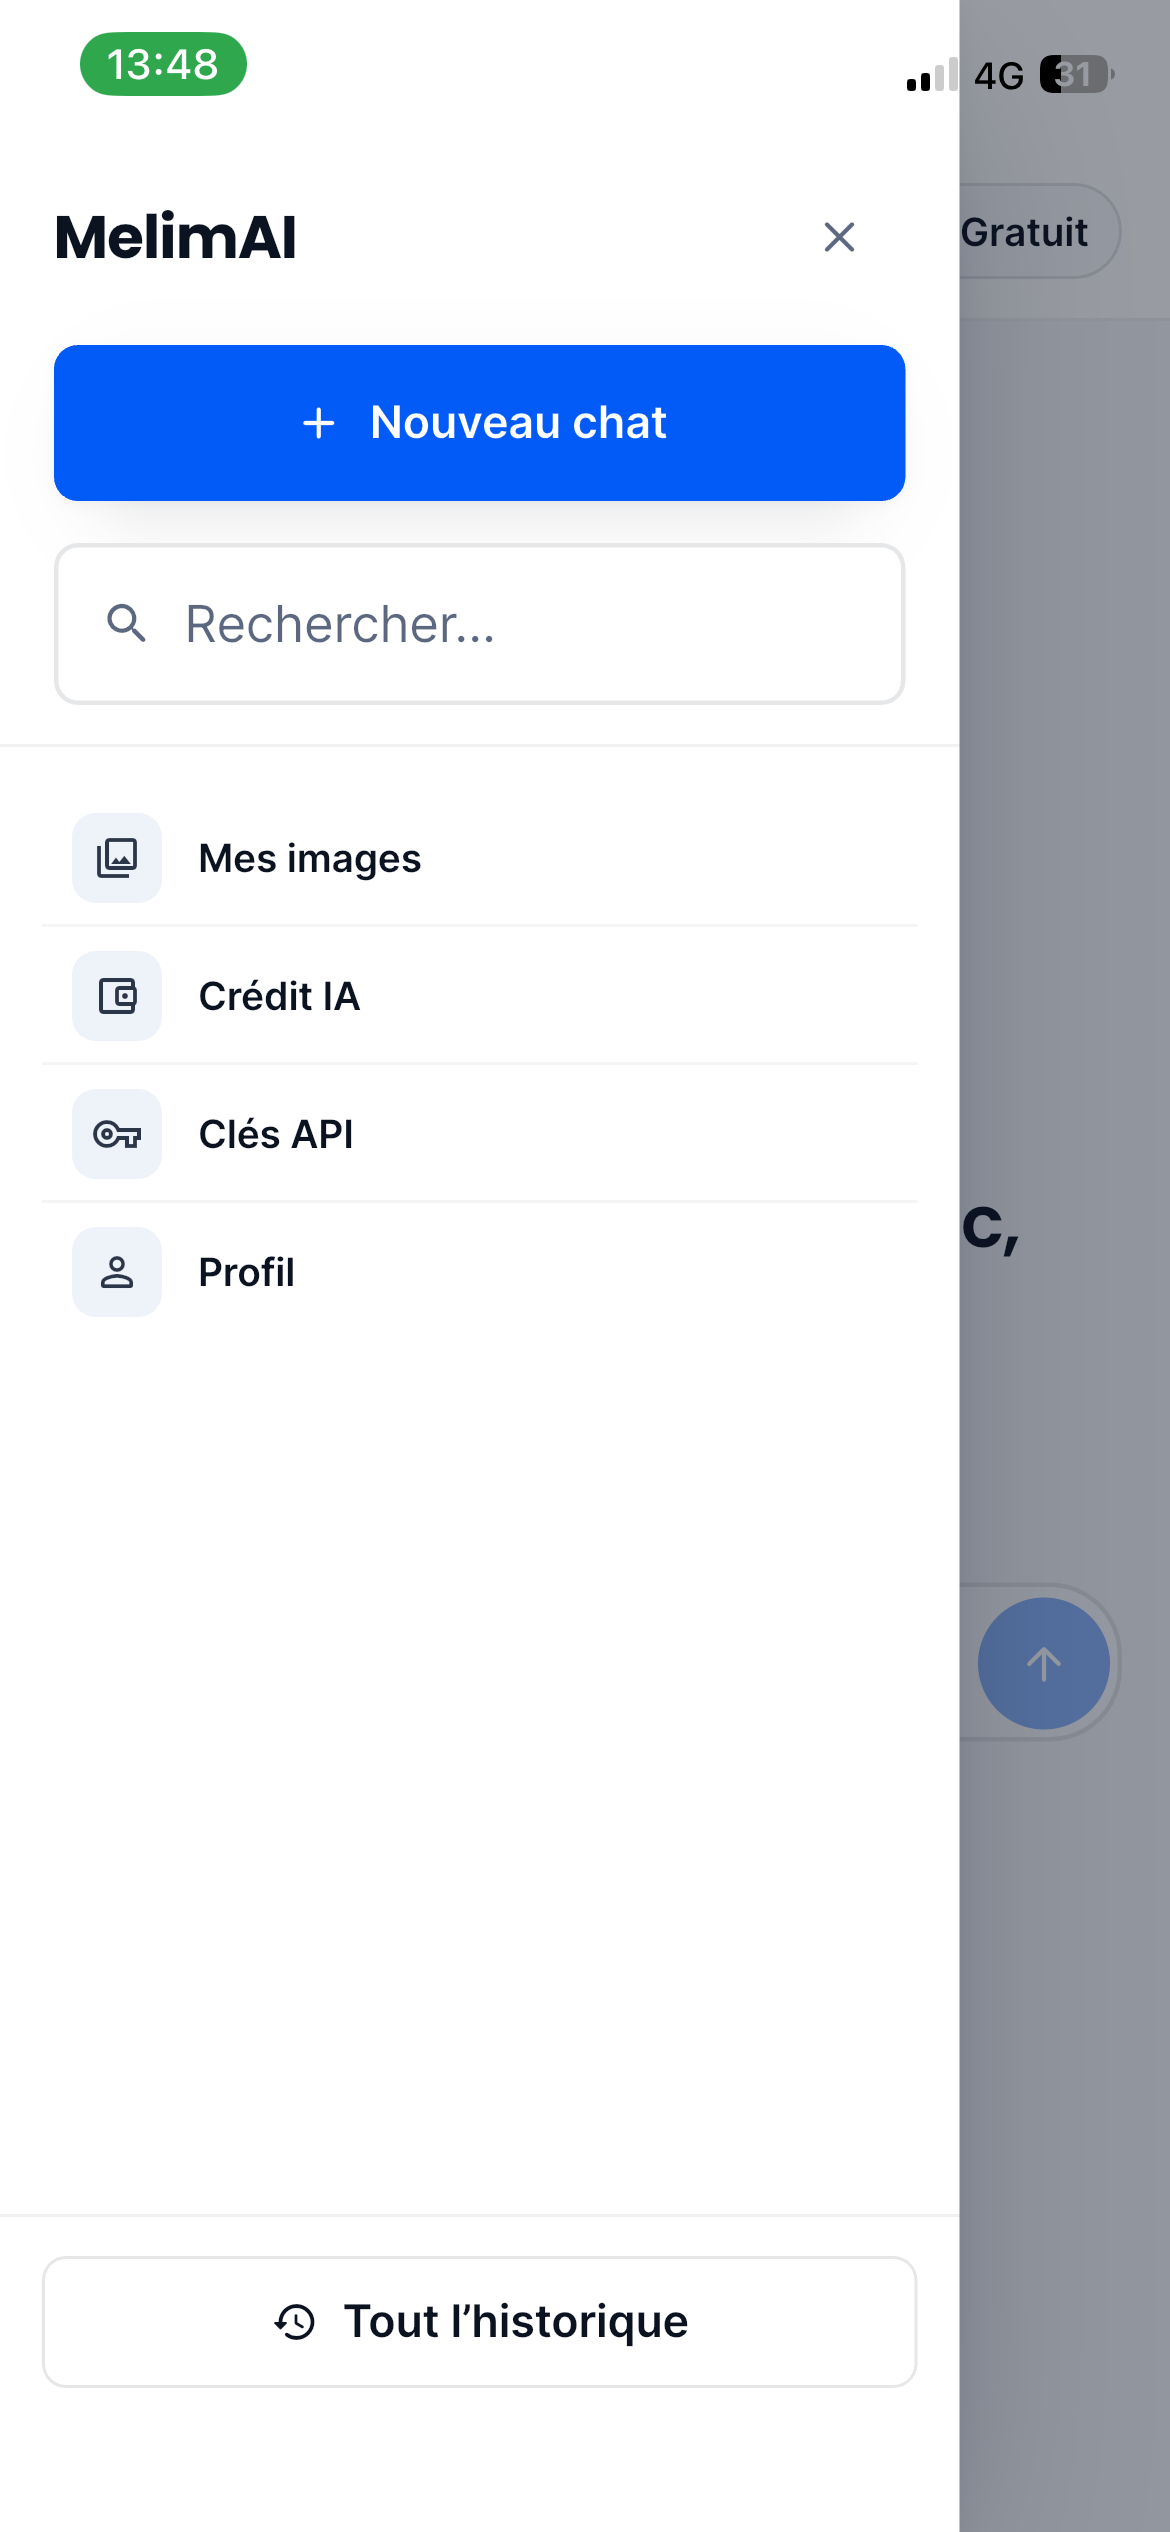 13:48
4G 31
MelimAI
Gratuit
Nouveau chat
Rechercher...
Mes images
Crédit IA
Clés API
c,
Profil
Tout l’historique